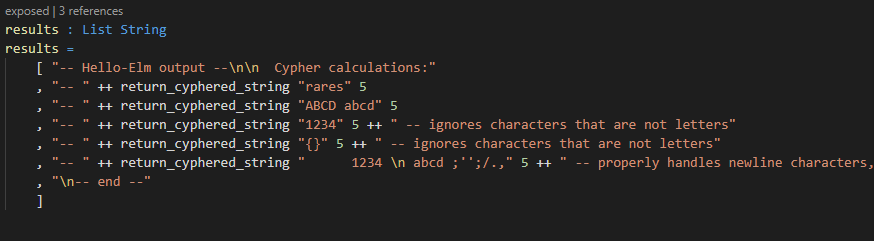 exposed | 3 references
results : List String
results =
    [ "-- Hello-Elm output --\n\n  Cypher calculations:"
    , "-- " ++ return_cyphered_string "rares" 5
    , "-- " ++ return_cyphered_string "ABCD abcd" 5
    , "-- " ++ return_cyphered_string "1234" 5 ++ " -- ignores characters that are not letters"
    , "-- " ++ return_cyphered_string "{}" 5 ++ " -- ignores characters that are not letters"
    , "-- " ++ return_cyphered_string "      1234 \n abcd ;'';/.," 5 ++ " -- properly handles newline characters,
    , "\n-- end --"
    ]